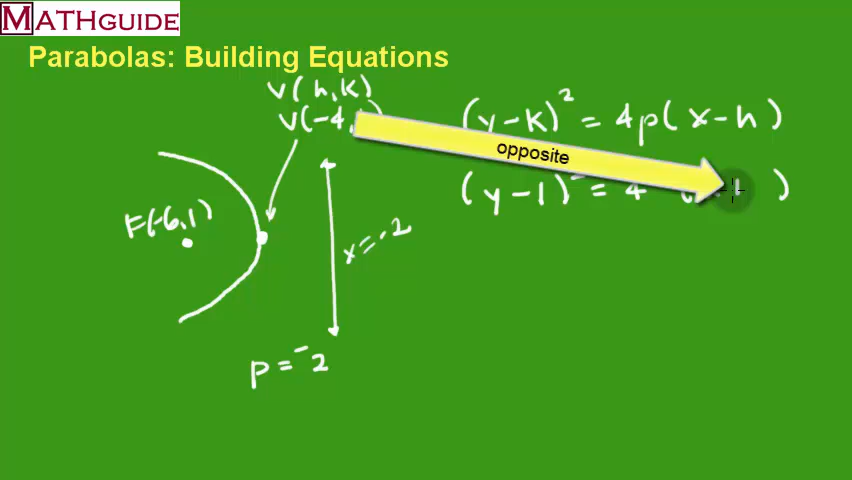 MATHGUIDE
Parabolas: Building Equations
V(h,k)
V(-4,
(y-k)² = 4p(x-h)
opposite
(y-1) = 4 )
F(-6,1)
x=-2
p=-2